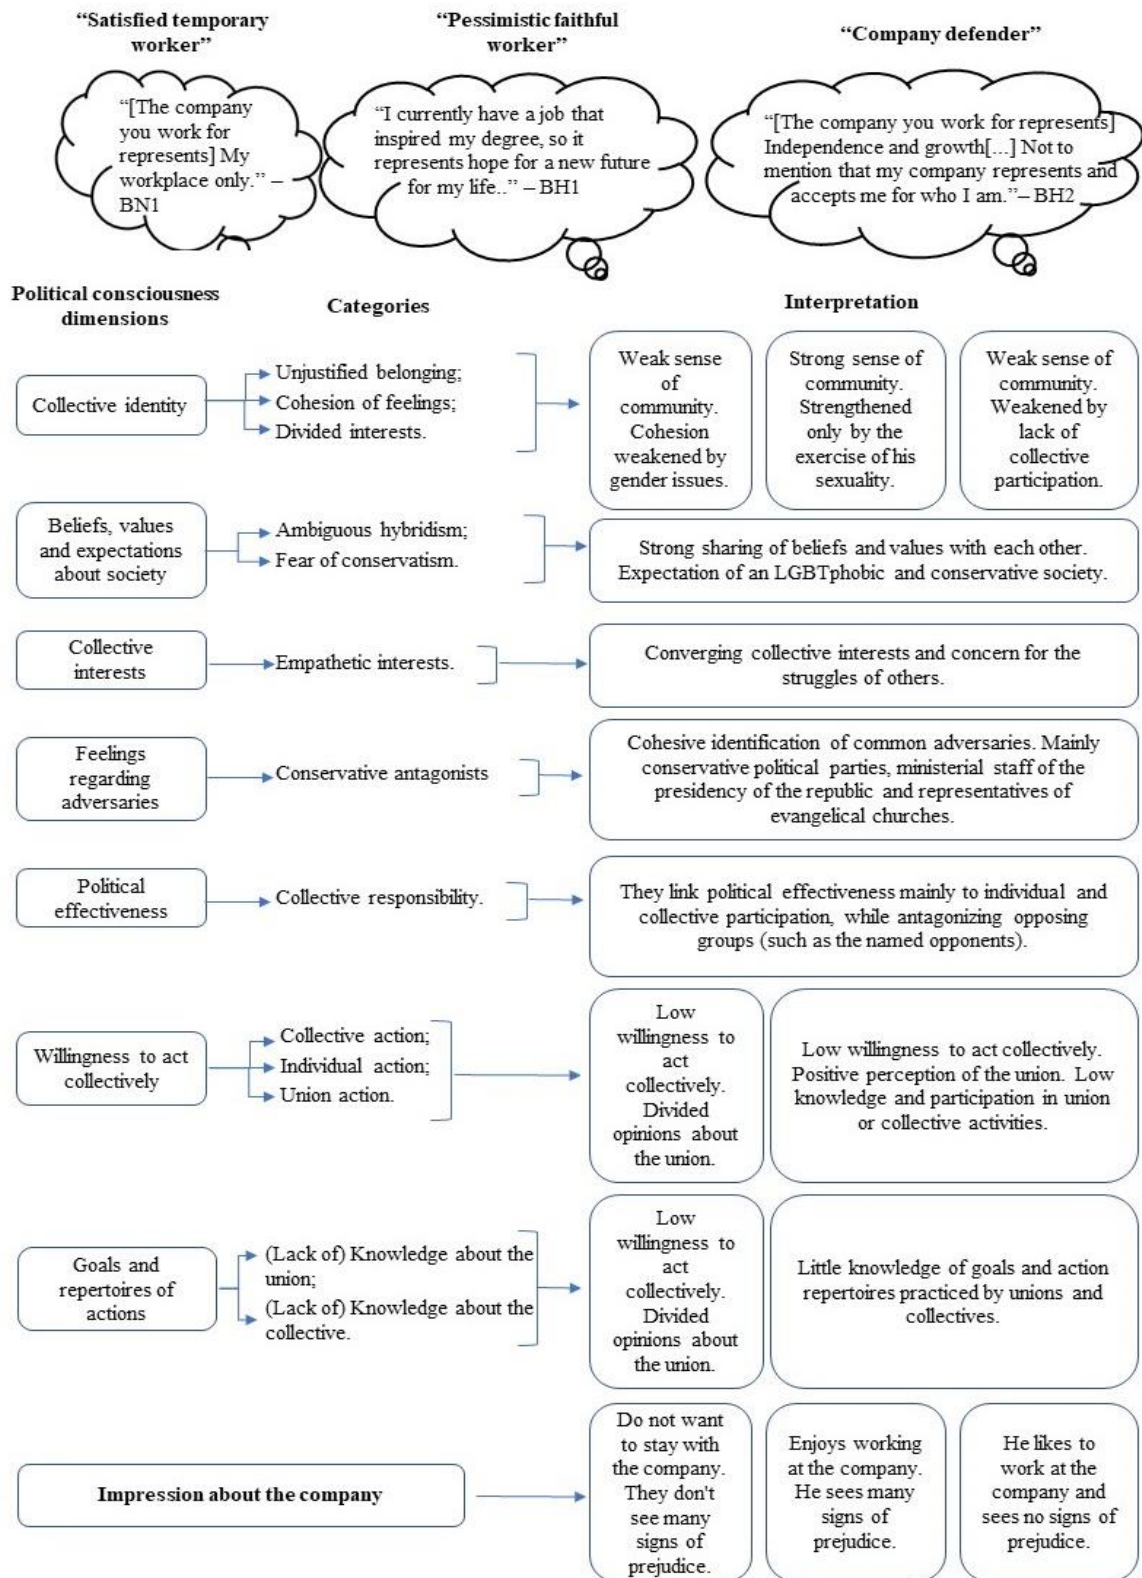 “Satisfied temporary
worker”
“Pessimistic faithful
worker”
“Company defender”
“[The company
you work for
represents] My
workplace only.” –
BN1
“I currently have a job that
inspired my degree, so it
represents hope for a new future
for my life..” – BH1
“[The company you work for represents]
Independence and growth[...] Not to
mention that my company represents and
accepts me for who I am.”– BH2
Political consciousness
dimensions
Categories
Interpretation
Collective identity
Unjustified belonging;
Cohesion of feelings;
Divided interests.
Weak sense
of
community.
Cohesion
weakened by
gender issues.
Strong sense of
community.
Strengthened
only by the
exercise of his
sexuality.
Weak sense of
community.
Weakened by
lack of
collective
participation.
Beliefs, values
and expectations
about society
Ambiguous hybridism;
Fear of conservatism.
Strong sharing of beliefs and values with each other.
Expectation of an LGBTphobic and conservative society.
Collective
interests
Empathetic interests.
Converging collective interests and concern for the
struggles of others.
Feelings
regarding
adversaries
Conservative antagonists
Cohesive identification of common adversaries. Mainly
conservative political parties, ministerial staff of the
presidency of the republic and representatives of
evangelical churches.
Political
effectiveness
Collective responsibility.
They link political effectiveness mainly to individual and
collective participation, while antagonizing opposing
groups (such as the named opponents).
Willingness to act
collectively
Collective action;
Individual action;
Union action.
Low
willingness to
act
collectively.
Divided
opinions about
the union.
Low willingness to act collectively.
Positive perception of the union. Low
knowledge and participation in union
or collective activities.
Goals and
repertoires of
actions
(Lack of) Knowledge about the
union;
(Lack of) Knowledge about the
collective.
Low
willingness to
act
collectively.
Divided
opinions about
the union.
Little knowledge of goals and action
repertoires practiced by unions and
collectives.
Impression about the company
Do not want
to stay with
the company.
They don't
see many
signs of
prejudice.
Enjoys working
at the company.
He sees many
signs of
prejudice.
He likes to
work at the
company and
sees no signs of
prejudice.